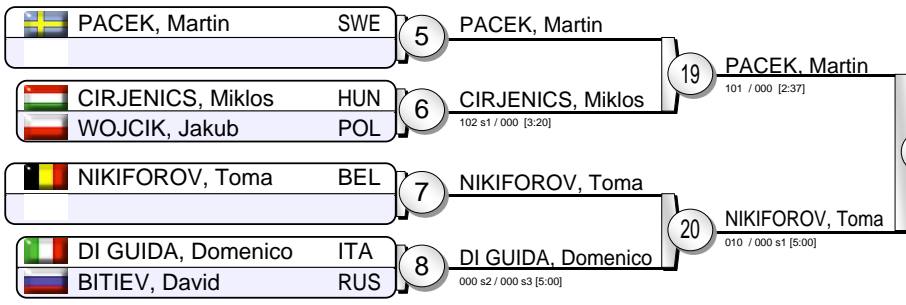 PACEK, Martin SWE
5
PACEK, Martin
CIRJENICS, Miklos HUN
WOJCIK, Jakub POL
6
CIRJENICS, Miklos
102 s1 / 000 [3:20]
19
PACEK, Martin
101 / 000 [2:37]
NIKIFOROV, Toma BEL
7
NIKIFOROV, Toma
DI GUIDA, Domenico ITA
BITIEV, David RUS
8
DI GUIDA, Domenico
000 s2 / 000 s3 [5:00]
20
NIKIFOROV, Toma
010 / 000 s1 [5:00]